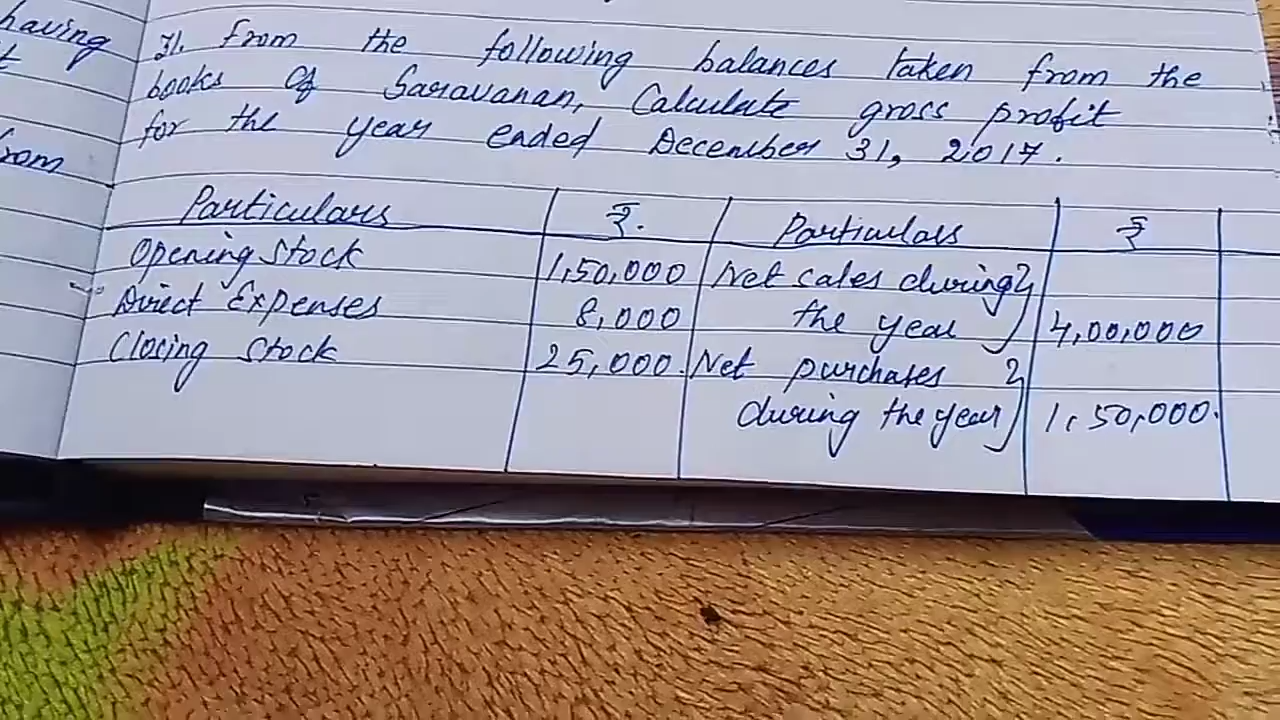 having
t
from
31. From the following balances taken from the
books of Saravanan, Calculate gross profit
for the year ended December 31, 2017.
Particulars ₹. Particulars ₹
Opening Stock 1,50,000 Net sales during
the year 4,00,000
Direct Expenses 8,000
Closing Stock 25,000. Net purchases
during the year 1,50,000.